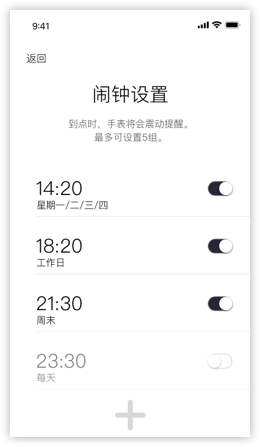 9:41
返回
闹钟设置
到点时，手表将会震动提醒。
最多可设置5组。
14:20
星期一/二/三/四
18:20
工作日
21:30
周末
23:30
每天